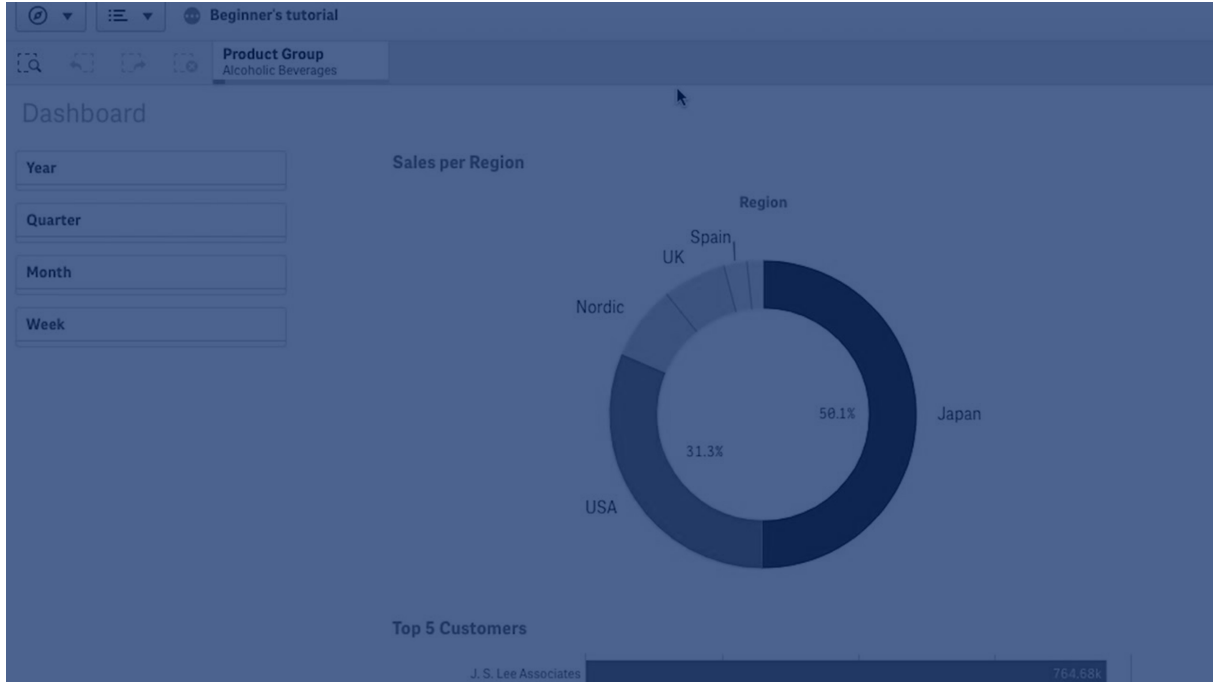 Beginner's tutorial
Product Group
Alcoholic Beverages
Dashboard
Year
Quarter
Month
Week
Sales per Region
Region
Spain
UK
Nordic
50.1%
Japan
31.3%
USA
Top 5 Customers
J. S. Lee Associates
764.68k